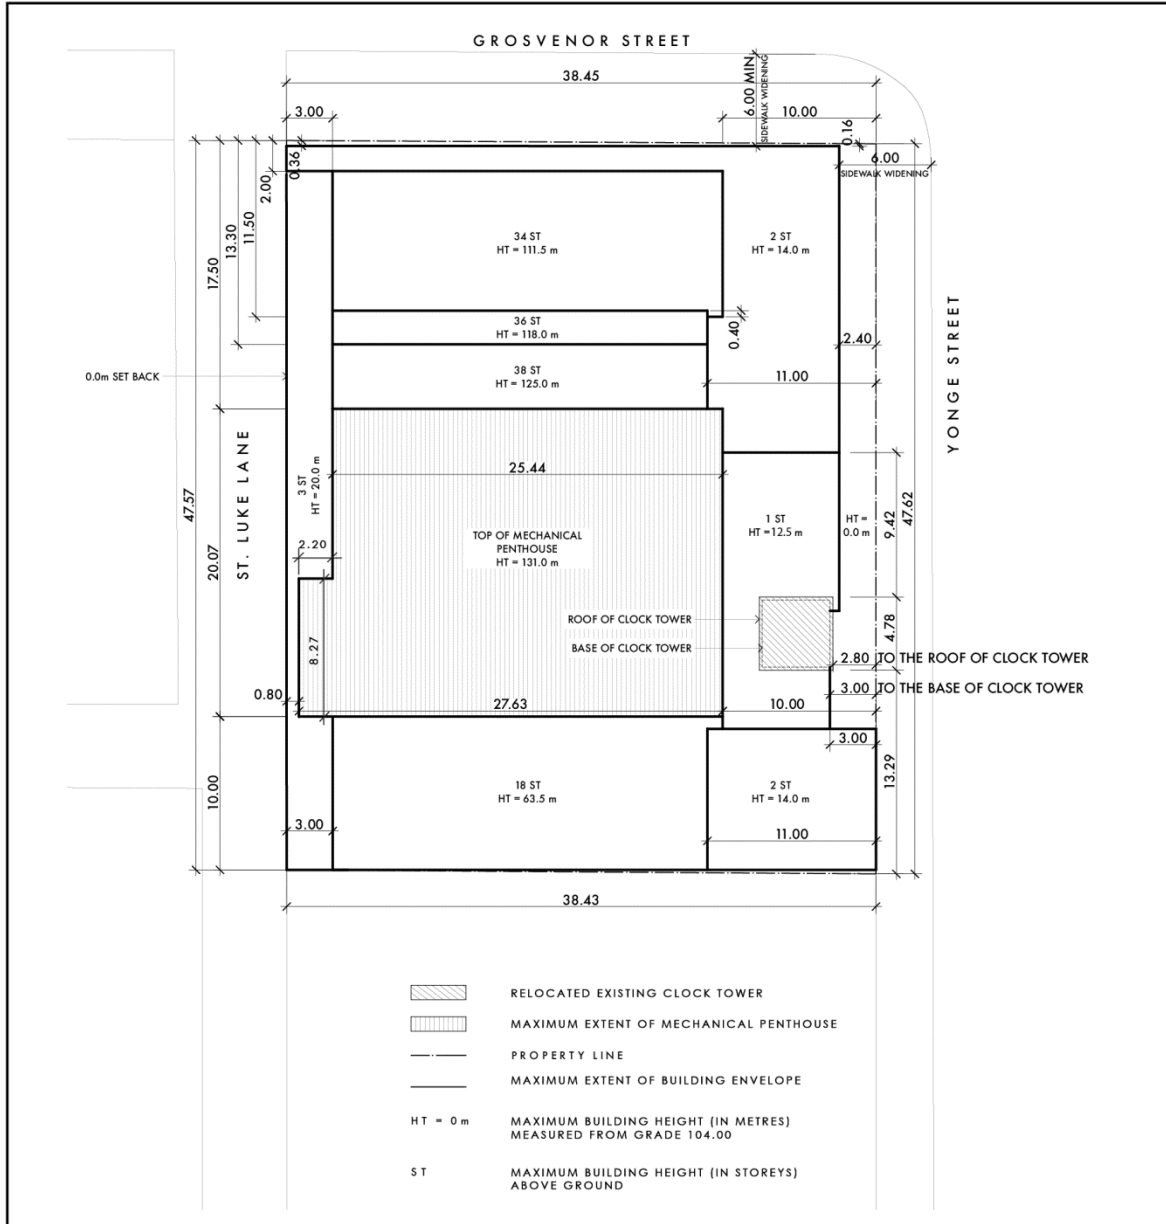 GROSVENOR STREET
38.45
3.00
6.00 MIN
SIDEWALK WIDENING
10.00
0.16
6.00
SIDEWALK WIDENING
0.36
2.00
11.50
13.30
17.50
34 ST
HT = 111.5 m
2 ST
HT = 14.0 m
36 ST
HT = 118.0 m
0.40
2.40
YONGE STREET
38 ST
HT = 125.0 m
11.00
0.0m SET BACK
25.44
3 ST
HT = 20.0 m
ST. LUKE LANE
47.57
20.07
2.20
TOP OF MECHANICAL
PENTHOUSE
HT = 131.0 m
1 ST
HT =12.5 m
HT =
0.0 m
9.42
47.62
ROOF OF CLOCK TOWER
BASE OF CLOCK TOWER
4.78
8.27
2.80 TO THE ROOF OF CLOCK TOWER
3.00 TO THE BASE OF CLOCK TOWER
0.80
27.63
10.00
3.00
13.29
10.00
18 ST
HT = 63.5 m
2 ST
HT = 14.0 m
3.00
11.00
38.43
RELOCATED EXISTING CLOCK TOWER
MAXIMUM EXTENT OF MECHANICAL PENTHOUSE
PROPERTY LINE
MAXIMUM EXTENT OF BUILDING ENVELOPE
HT = 0 m MAXIMUM BUILDING HEIGHT (IN METRES)
MEASURED FROM GRADE 104.00
ST MAXIMUM BUILDING HEIGHT (IN STOREYS)
ABOVE GROUND